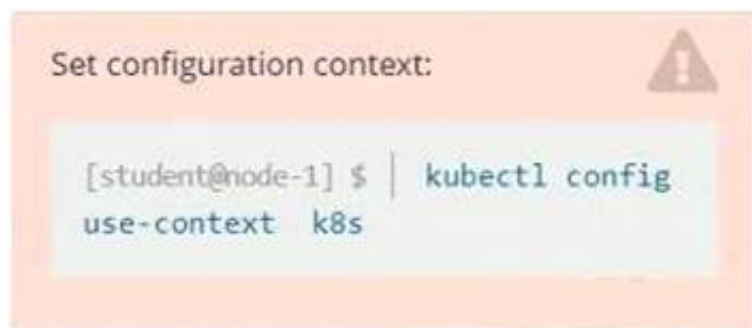 Set configuration context:
[student@node-1] $ | kubectl config
use-context k8s